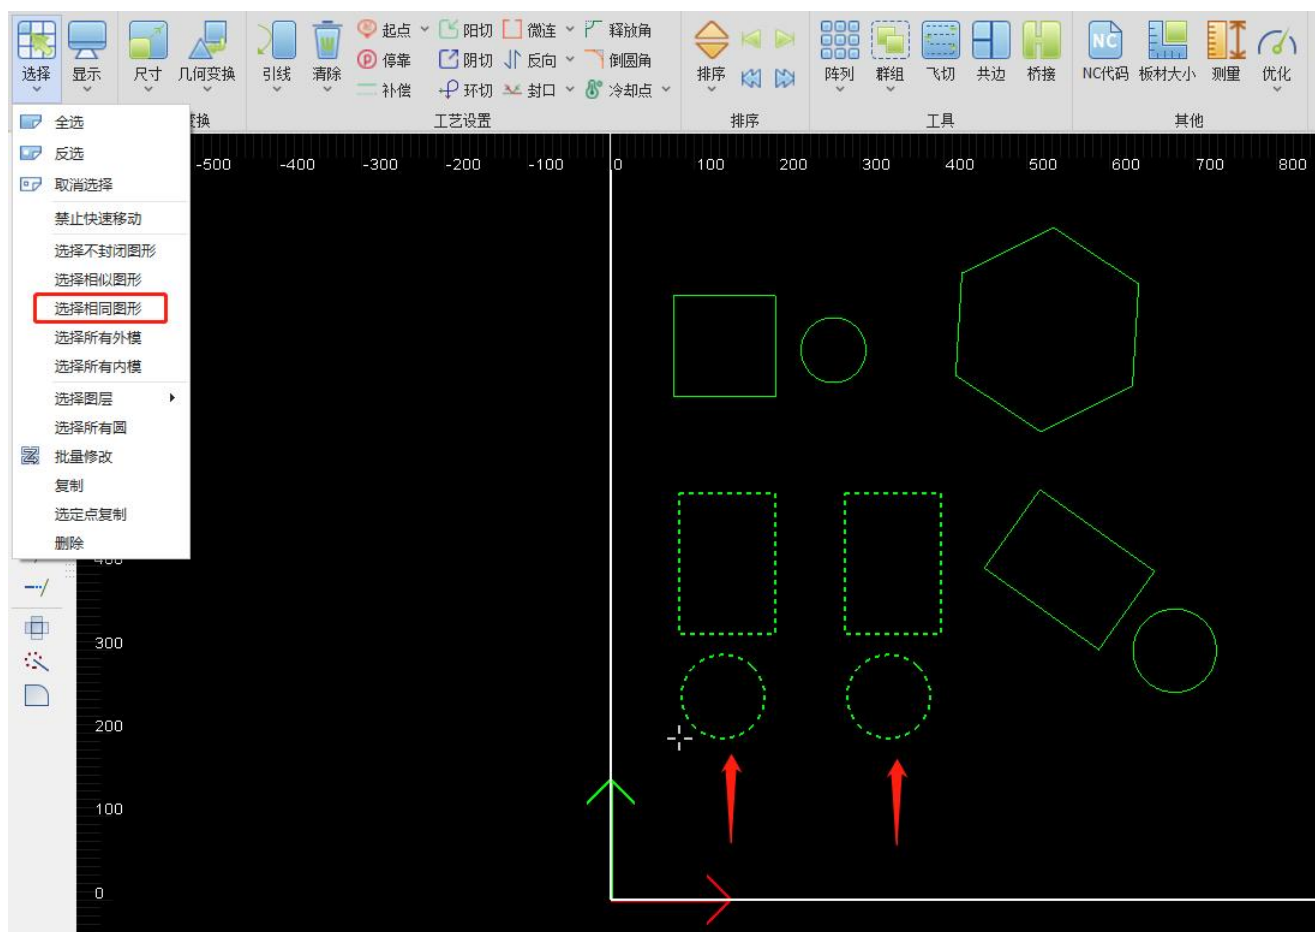 起点 阳切 微连 释放角
停靠 阴切 反向 倒圆角
补偿 环切 封口 冷却点
选择 显示 尺寸 几何变换 引线 清除 排序 阵列 群组 飞切 共边 桥接 NC NC代码 板材大小 测量 优化
变换 工艺设置 排序 工具 其他
全选
反选
取消选择
禁止快速移动
选择不封闭图形
选择相似图形
选择相同图形
选择所有外模
选择所有内模
选择图层
选择所有圆
批量修改
复制
选定点复制
删除
-500 -400 -300 -200 -100 0 100 200 300 400 500 600 700 800
400
300
200
100
0